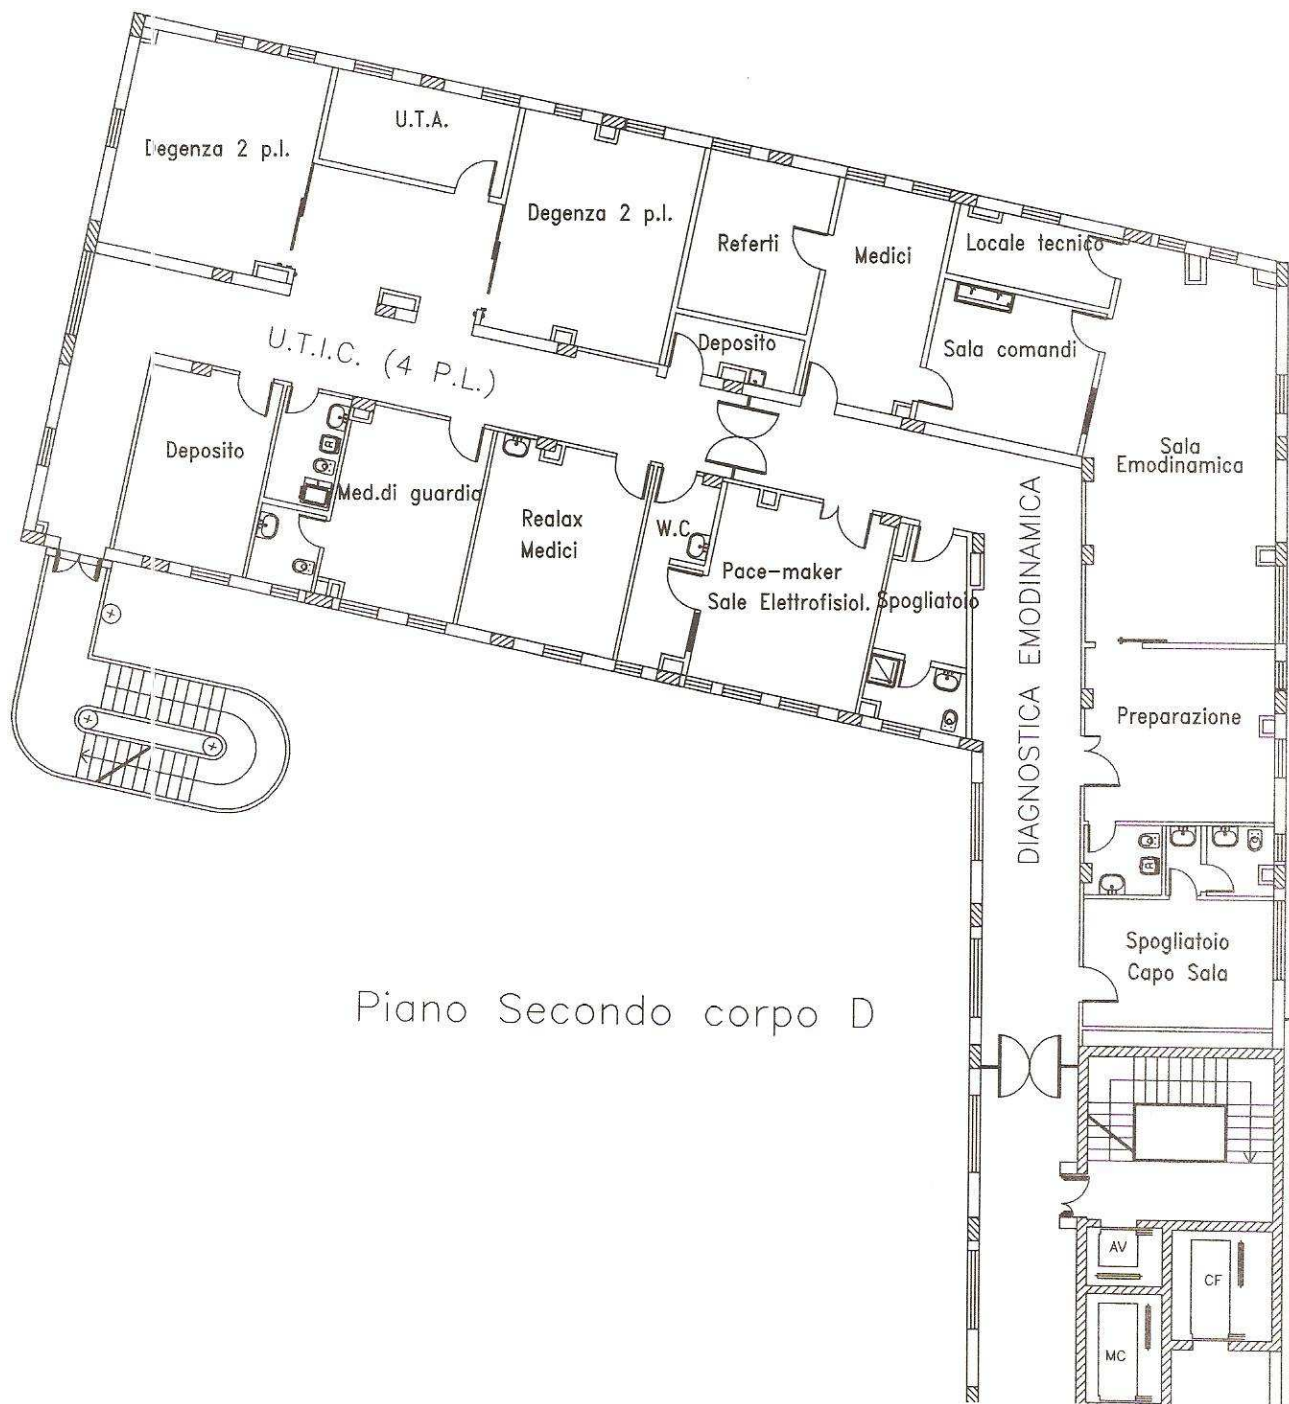 U.T.A.
Degenza 2 p.l.
Degenza 2 p.l.
Referti
Medici
Locale tecnico
U.T.I.C. (4 P.L.)
Deposito
Sala comandi
Deposito
Med.di guardia
Realax
Medici
W.C.
Pace-maker
Sale Elettrofisiol.
Spogliatoio
Sala
Emodinamica
DIAGNOSTICA EMODINAMICA
Preparazione
Spogliatoio
Capo Sala
Piano Secondo corpo D
AV
CF
MC